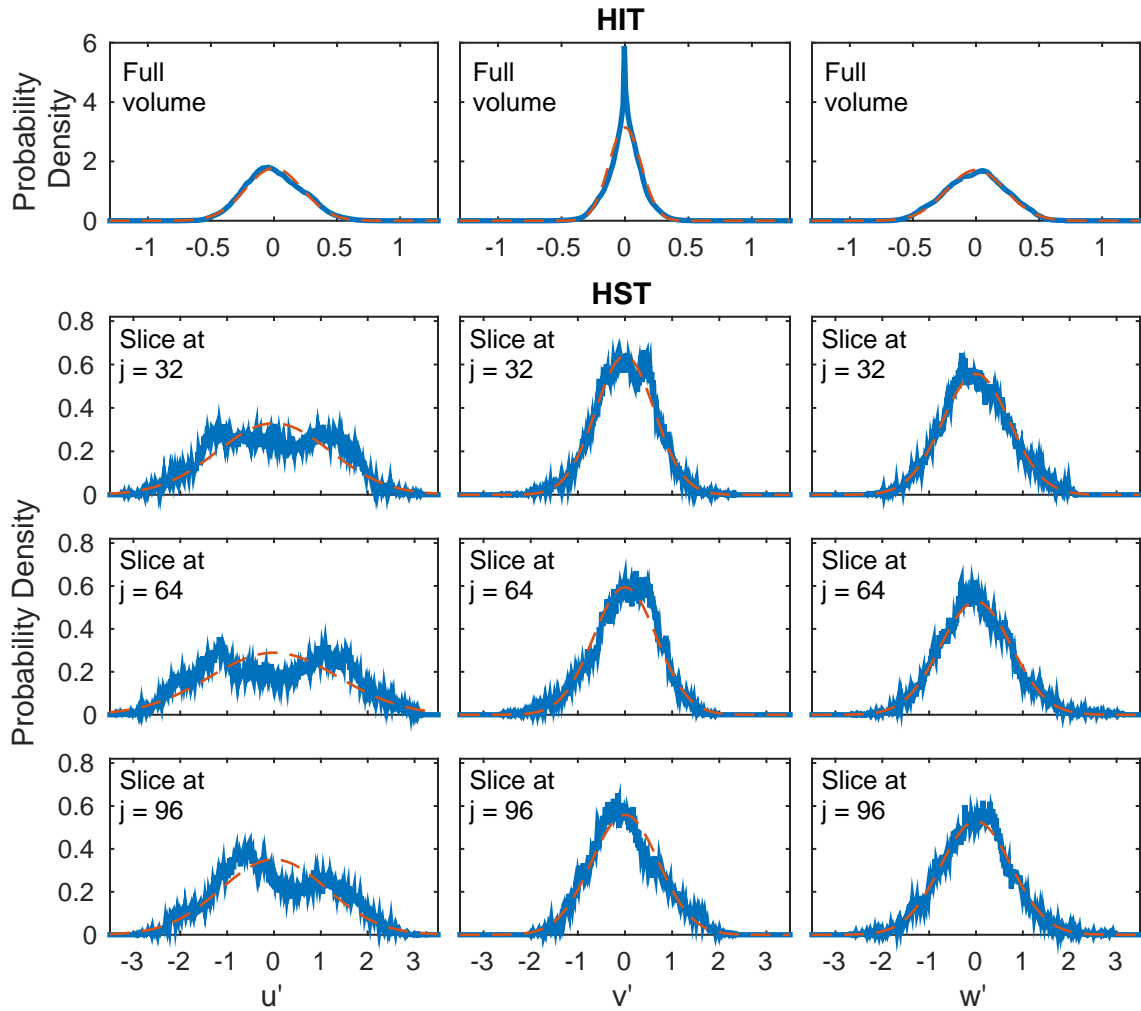 HIT
Probability
Density
6
4
2
0
Full
volume
Full
volume
Full
volume
-1 -0.5 0 0.5 1
-1 -0.5 0 0.5 1
-1 -0.5 0 0.5 1
HST
Probability Density
0.8
0.6
0.4
0.2
0
Slice at
j = 32
Slice at
j = 32
Slice at
j = 32
0.8
0.6
0.4
0.2
0
Slice at
j = 64
Slice at
j = 64
Slice at
j = 64
0.8
0.6
0.4
0.2
0
Slice at
j = 96
Slice at
j = 96
Slice at
j = 96
-3 -2 -1 0 1 2 3
-3 -2 -1 0 1 2 3
-3 -2 -1 0 1 2 3
u'
v'
w'